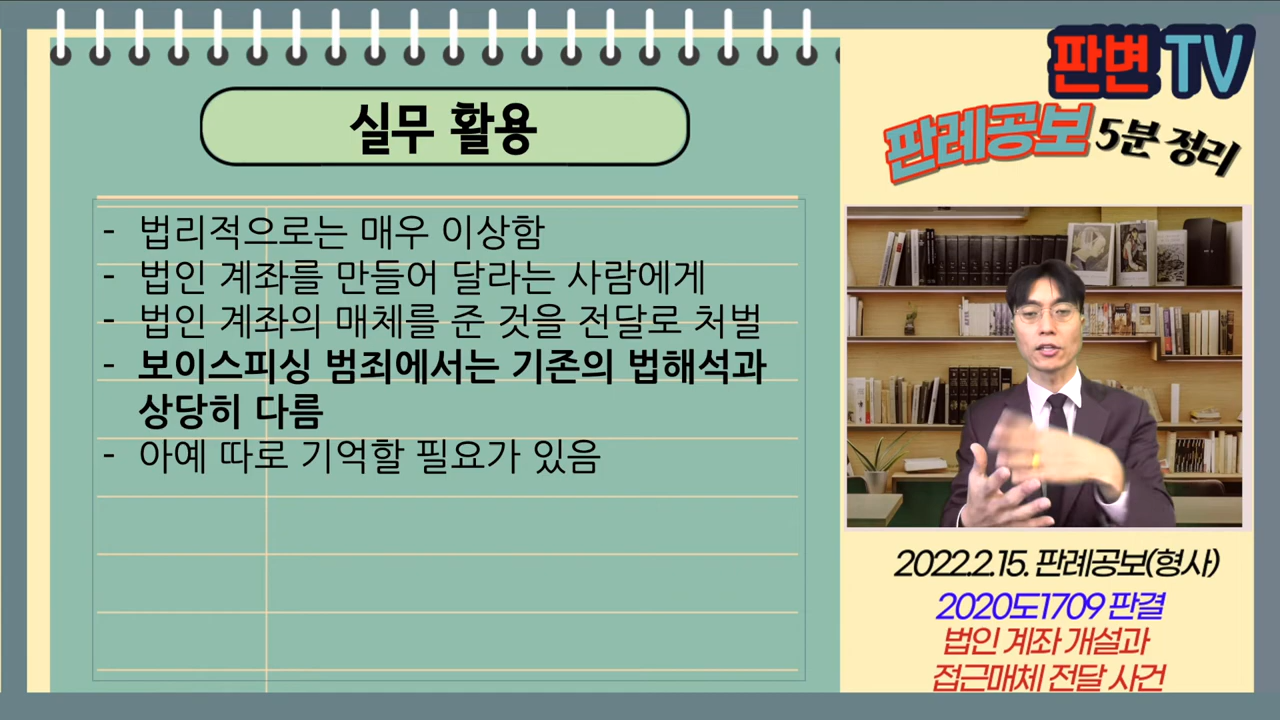 실무 활용
- 법리적으로는 매우 이상함
- 법인 계좌를 만들어 달라는 사람에게
- 법인 계좌의 매체를 준 것을 전달로 처벌
- 보이스피싱 범죄에서는 기존의 법해석과
상당히 다름
- 아예 따로 기억할 필요가 있음
판변 TV
판례공보 5분 정리
2022.2.15. 판례공보(형사)
2020도1709 판결
법인 계좌 개설과
접근매체 전달 사건